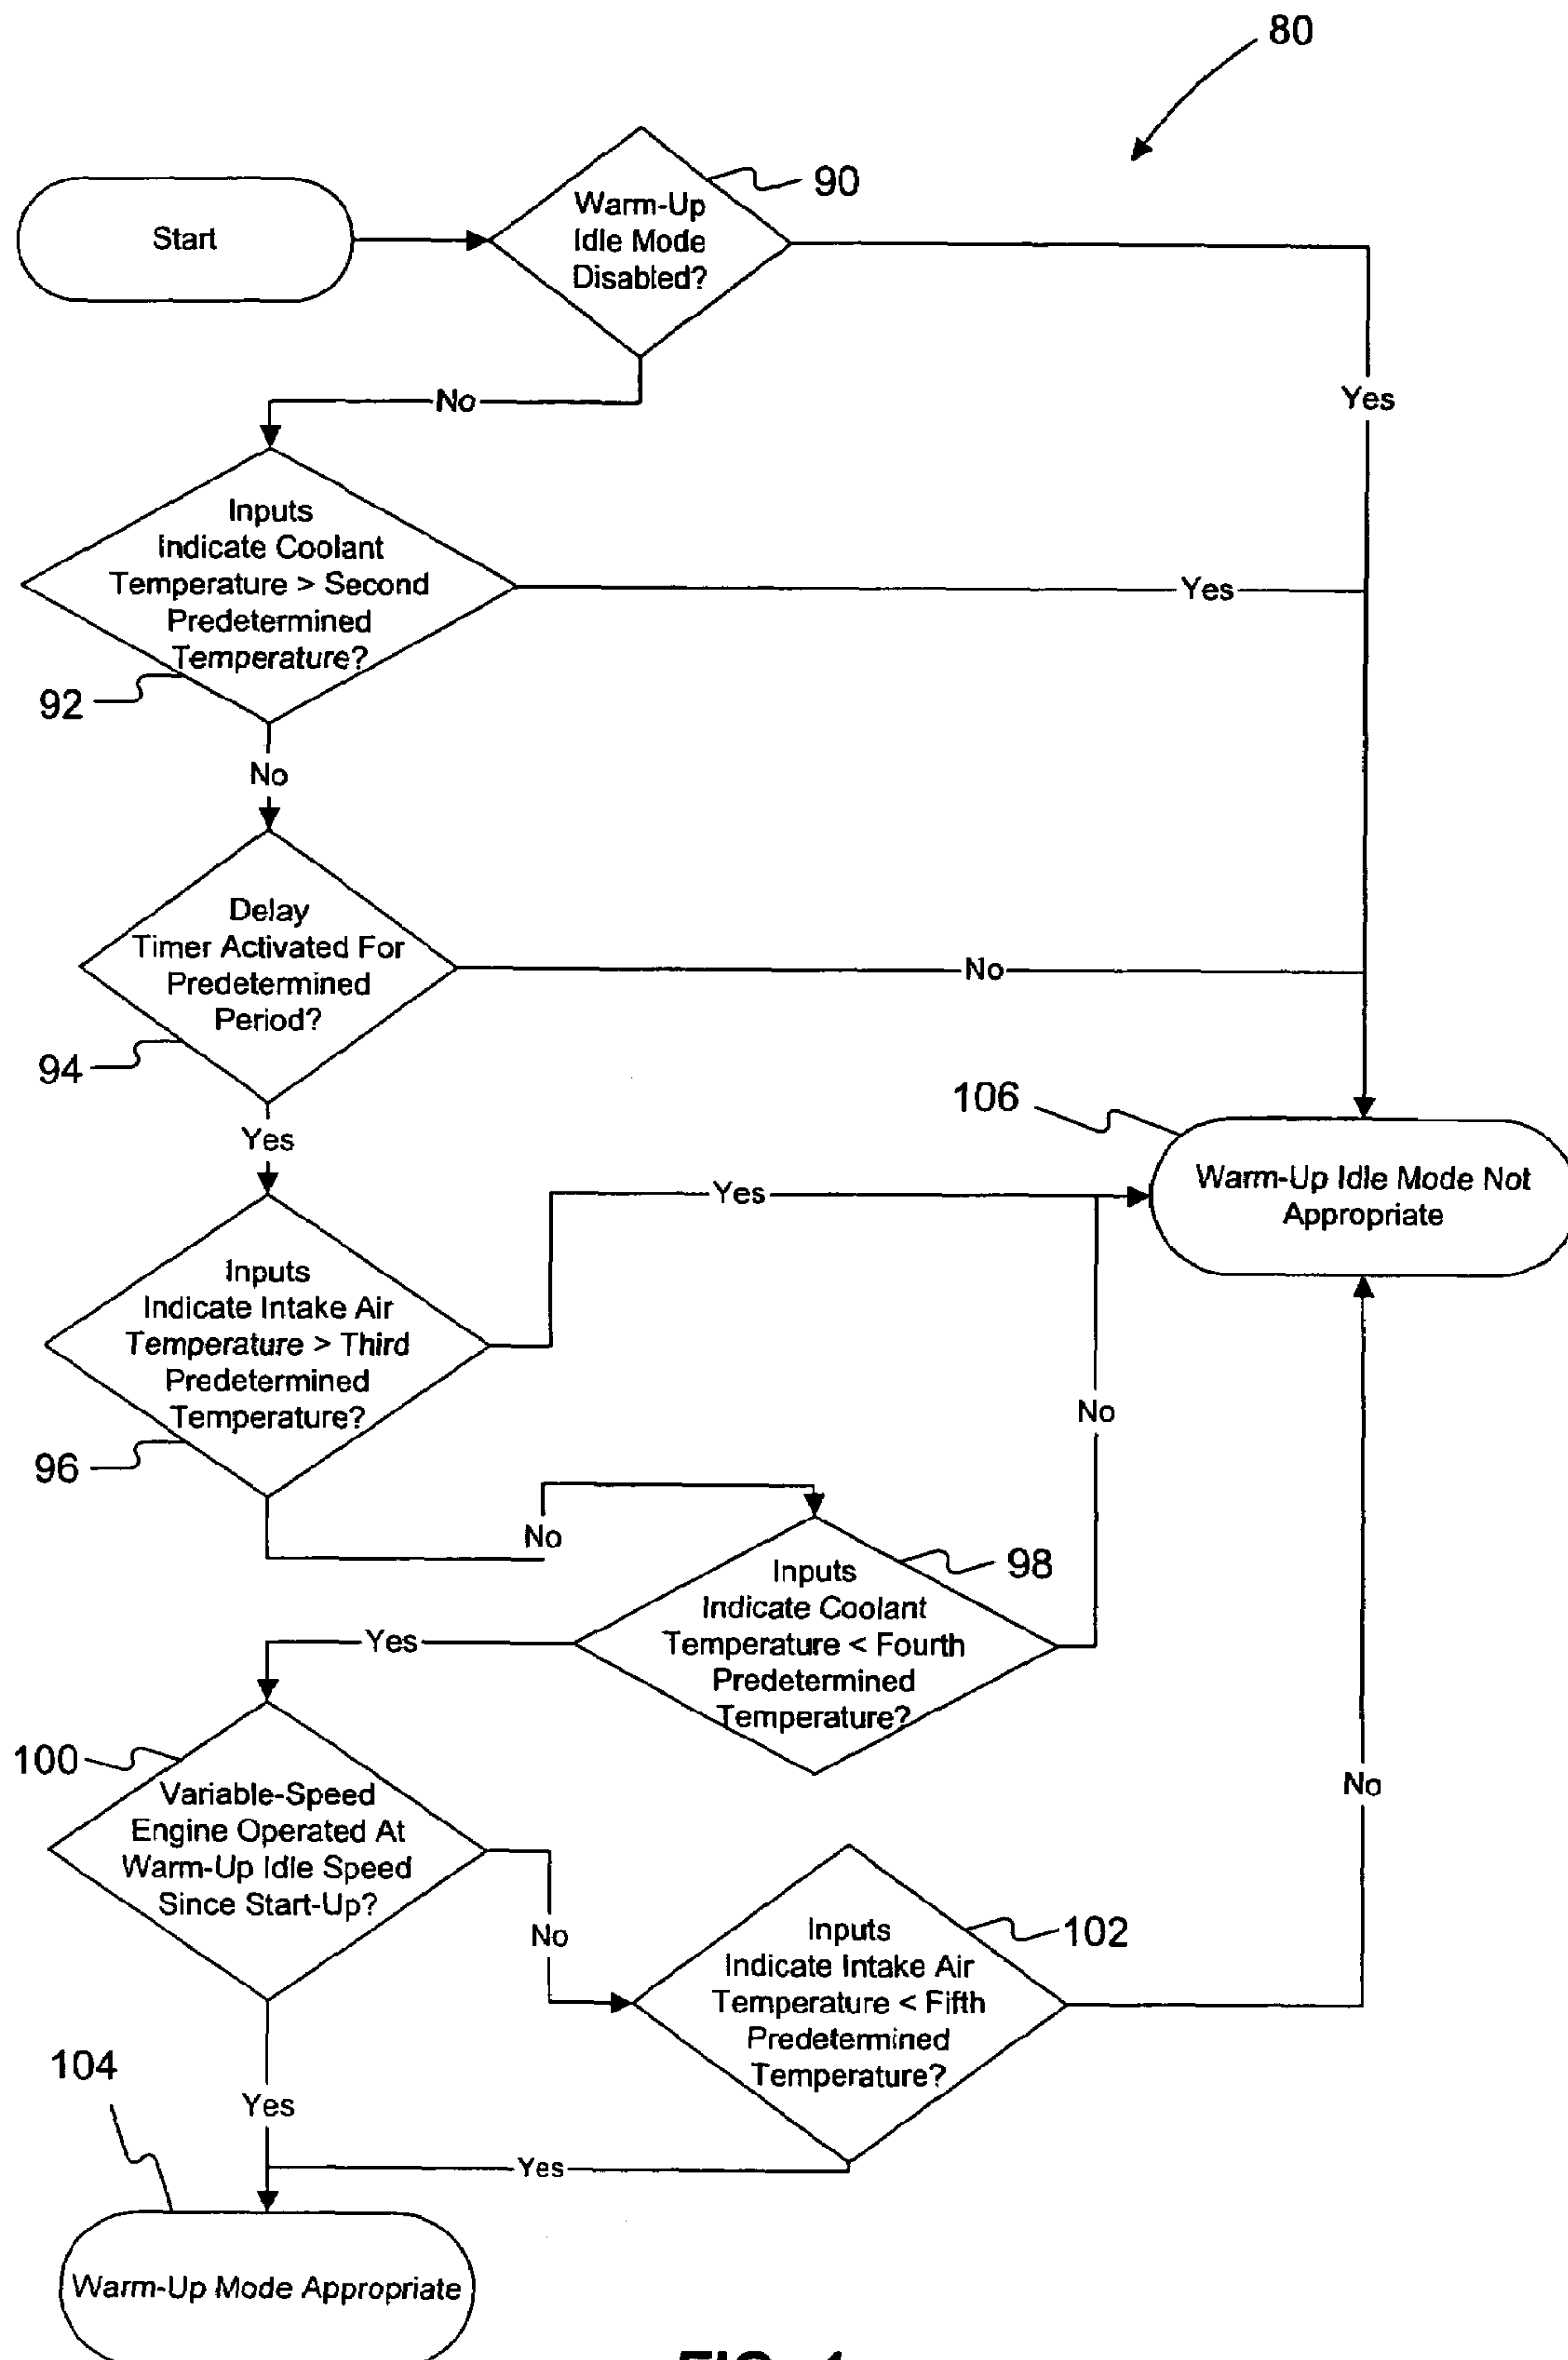 80
Start
Warm-Up
Idle Mode
Disabled?
90
Yes
No
Inputs
Indicate Coolant
Temperature > Second
Predetermined
Temperature?
92
Yes
No
Delay
Timer Activated For
Predetermined
Period?
94
No
Yes
106
Warm-Up Idle Mode Not
Appropriate
Inputs
Indicate Intake Air
Temperature > Third
Predetermined
Temperature?
96
Yes
No
No
Inputs
Indicate Coolant
Temperature < Fourth
Predetermined
Temperature?
98
Yes
100
Variable-Speed
Engine Operated At
Warm-Up Idle Speed
Since Start-Up?
No
No
Inputs
Indicate Intake Air
Temperature < Fifth
Predetermined
Temperature?
102
104
Yes
Yes
Warm-Up Mode Appropriate